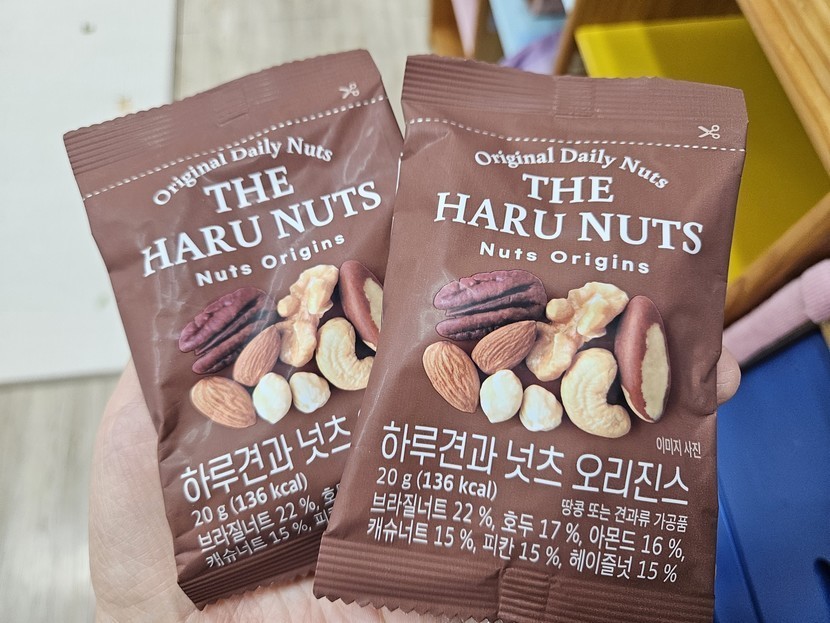 Original Daily Nuts
THE
HARU NUTS
Nuts Origins
하루견과 넛츠
20 g (136 kcal)
브라질너트 22 %, 호두
캐슈너트 15 %, 피칸
Original Daily Nuts
THE
HARU NUTS
Nuts Origins
이미지 사진
하루견과 넛츠 오리진스
20 g (136 kcal)
땅콩 또는 견과류 가공품
브라질너트 22 %, 호두 17 %, 아몬드 16 %,
캐슈너트 15 %, 피칸 15 %, 헤이즐넛 15 %